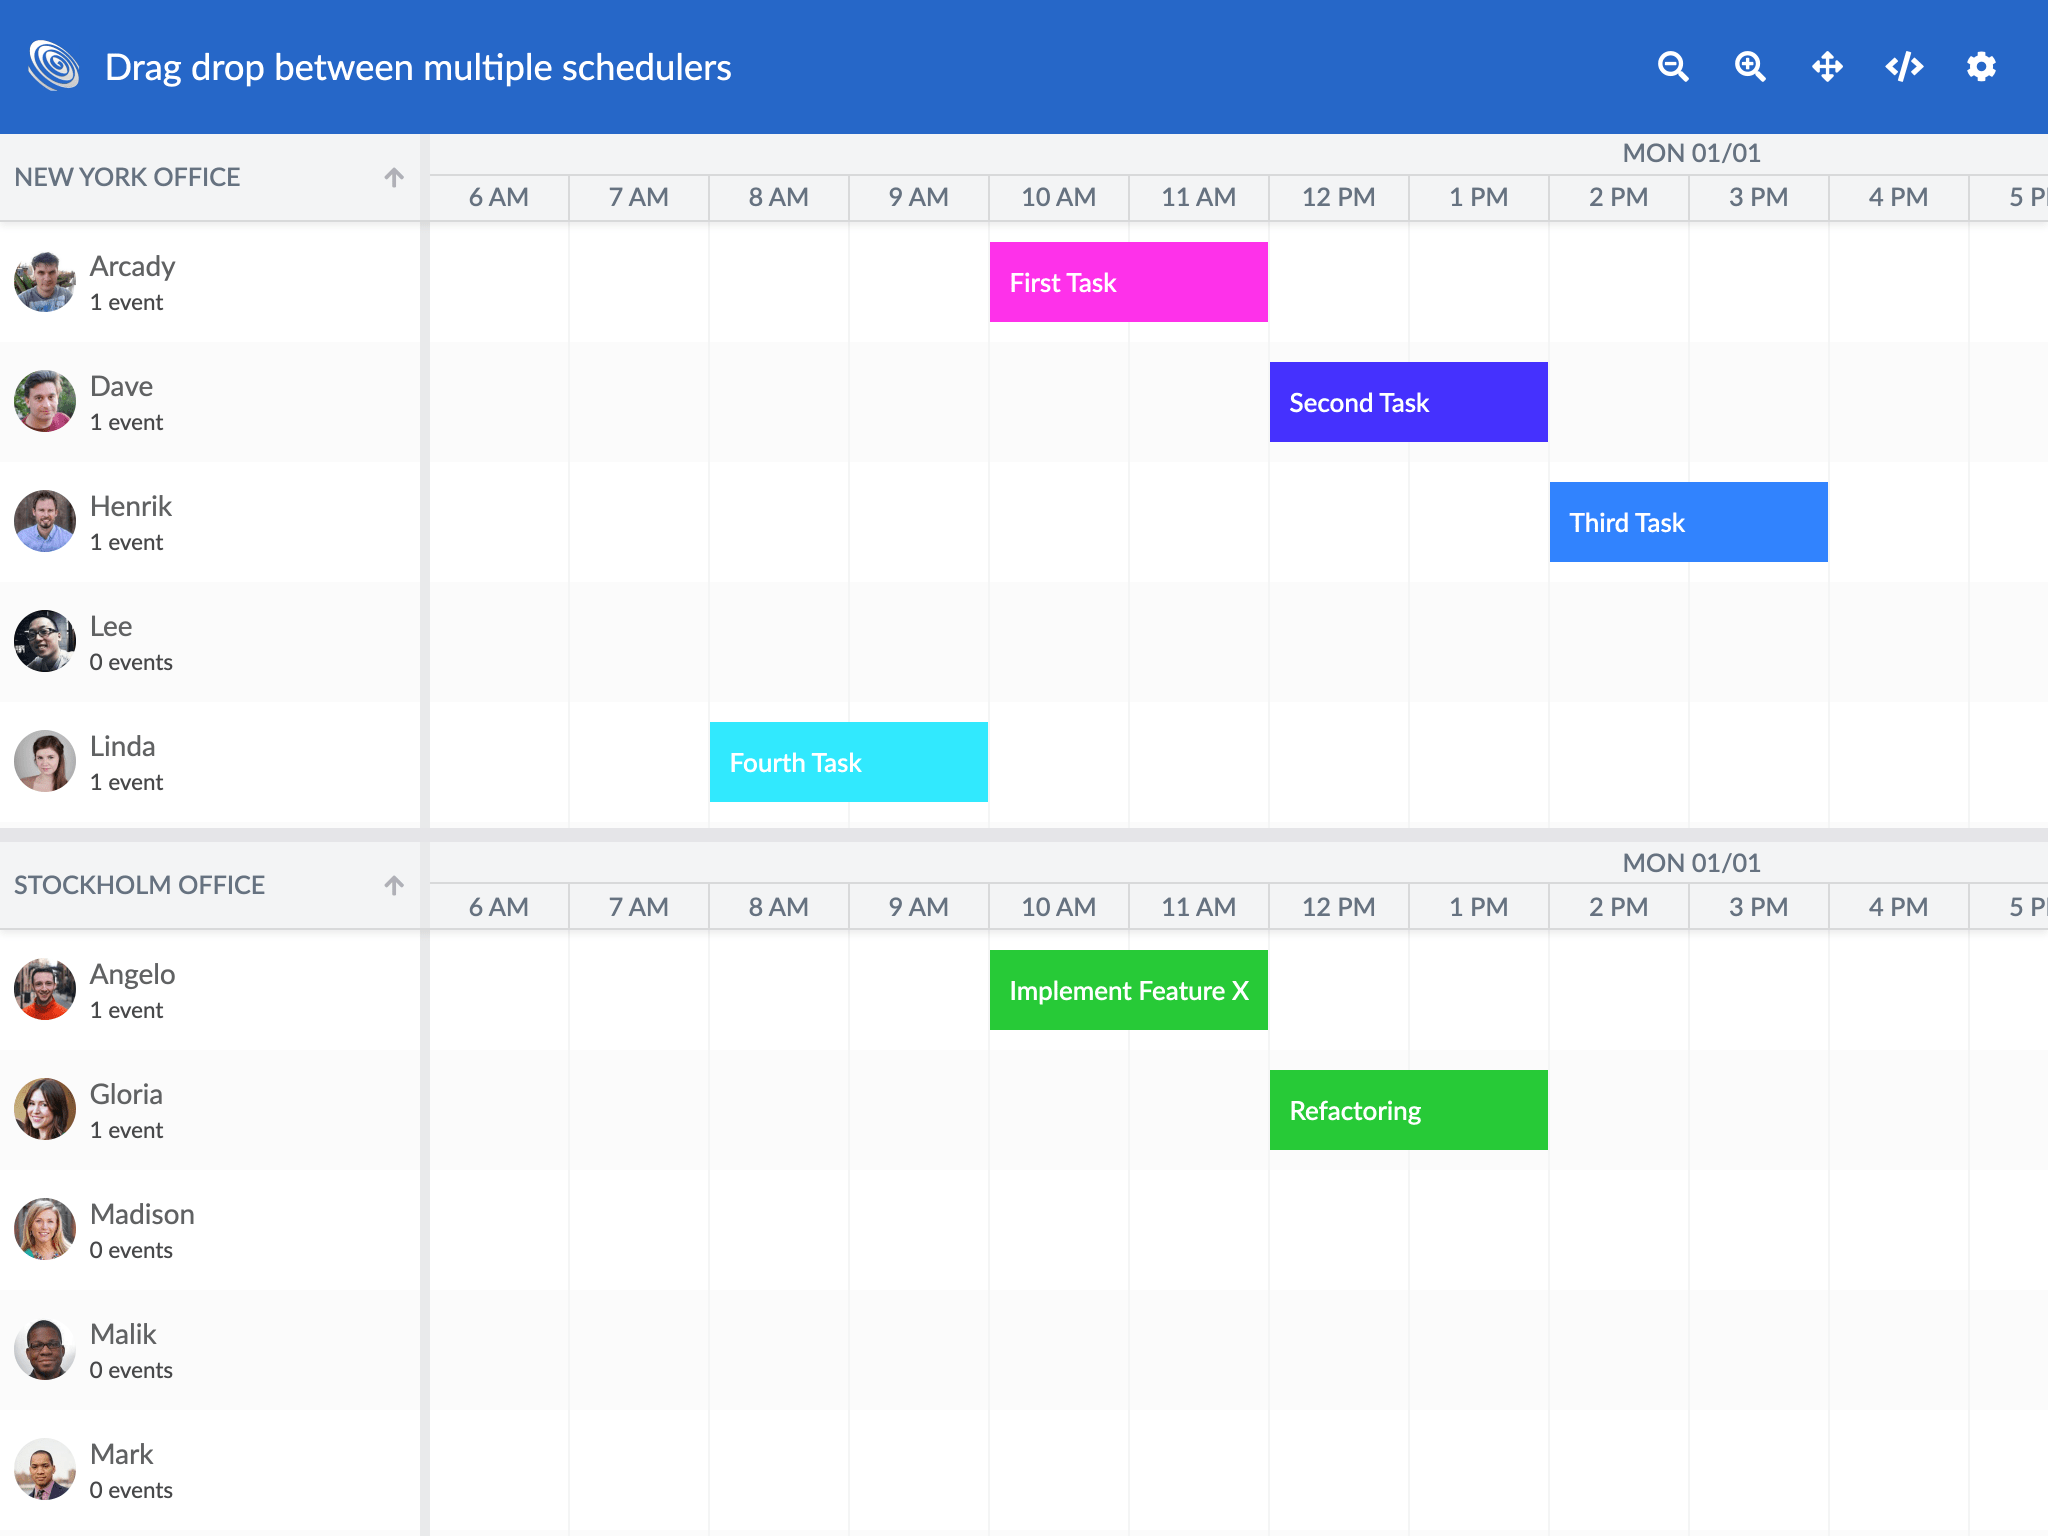 Drag drop between multiple schedulers
NEW YORK OFFICE
MON 01/01
6 AM 7 AM 8 AM 9 AM 10 AM 11 AM 12 PM 1 PM 2 PM 3 PM 4 PM 5 P
Arcady
1 event
First Task
Dave
1 event
Second Task
Henrik
1 event
Third Task
Lee
0 events
Linda
1 event
Fourth Task
STOCKHOLM OFFICE
MON 01/01
6 AM 7 AM 8 AM 9 AM 10 AM 11 AM 12 PM 1 PM 2 PM 3 PM 4 PM 5 P
Angelo
1 event
Implement Feature X
Gloria
1 event
Refactoring
Madison
0 events
Malik
0 events
Mark
0 events